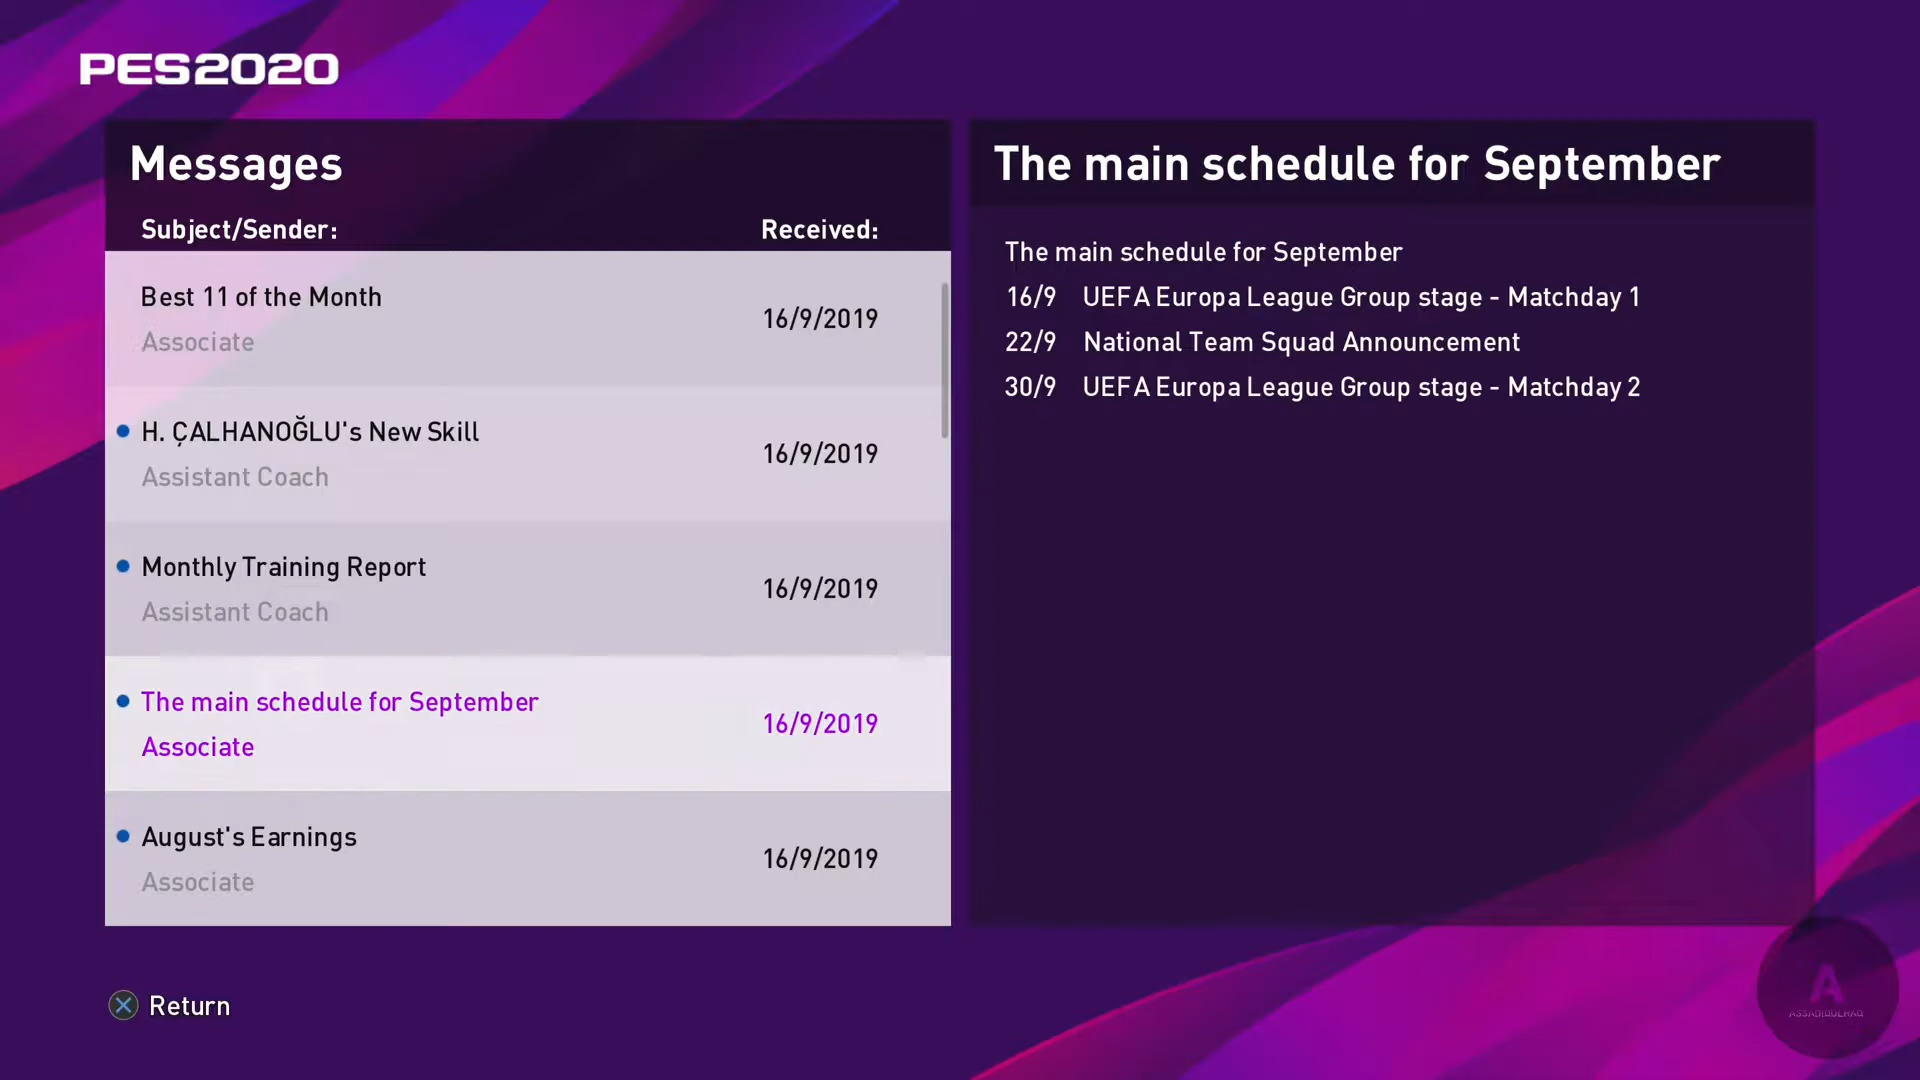 PES2020
Messages
Subject/Sender:
Received:
Best 11 of the Month
Associate
16/9/2019
H. ÇALHANOĞLU's New Skill
Assistant Coach
16/9/2019
Monthly Training Report
Assistant Coach
16/9/2019
The main schedule for September
Associate
16/9/2019
August's Earnings
Associate
16/9/2019
The main schedule for September
The main schedule for September
16/9 UEFA Europa League Group stage - Matchday 1
22/9 National Team Squad Announcement
30/9 UEFA Europa League Group stage - Matchday 2
Return
A
ASSADIQULHAQ